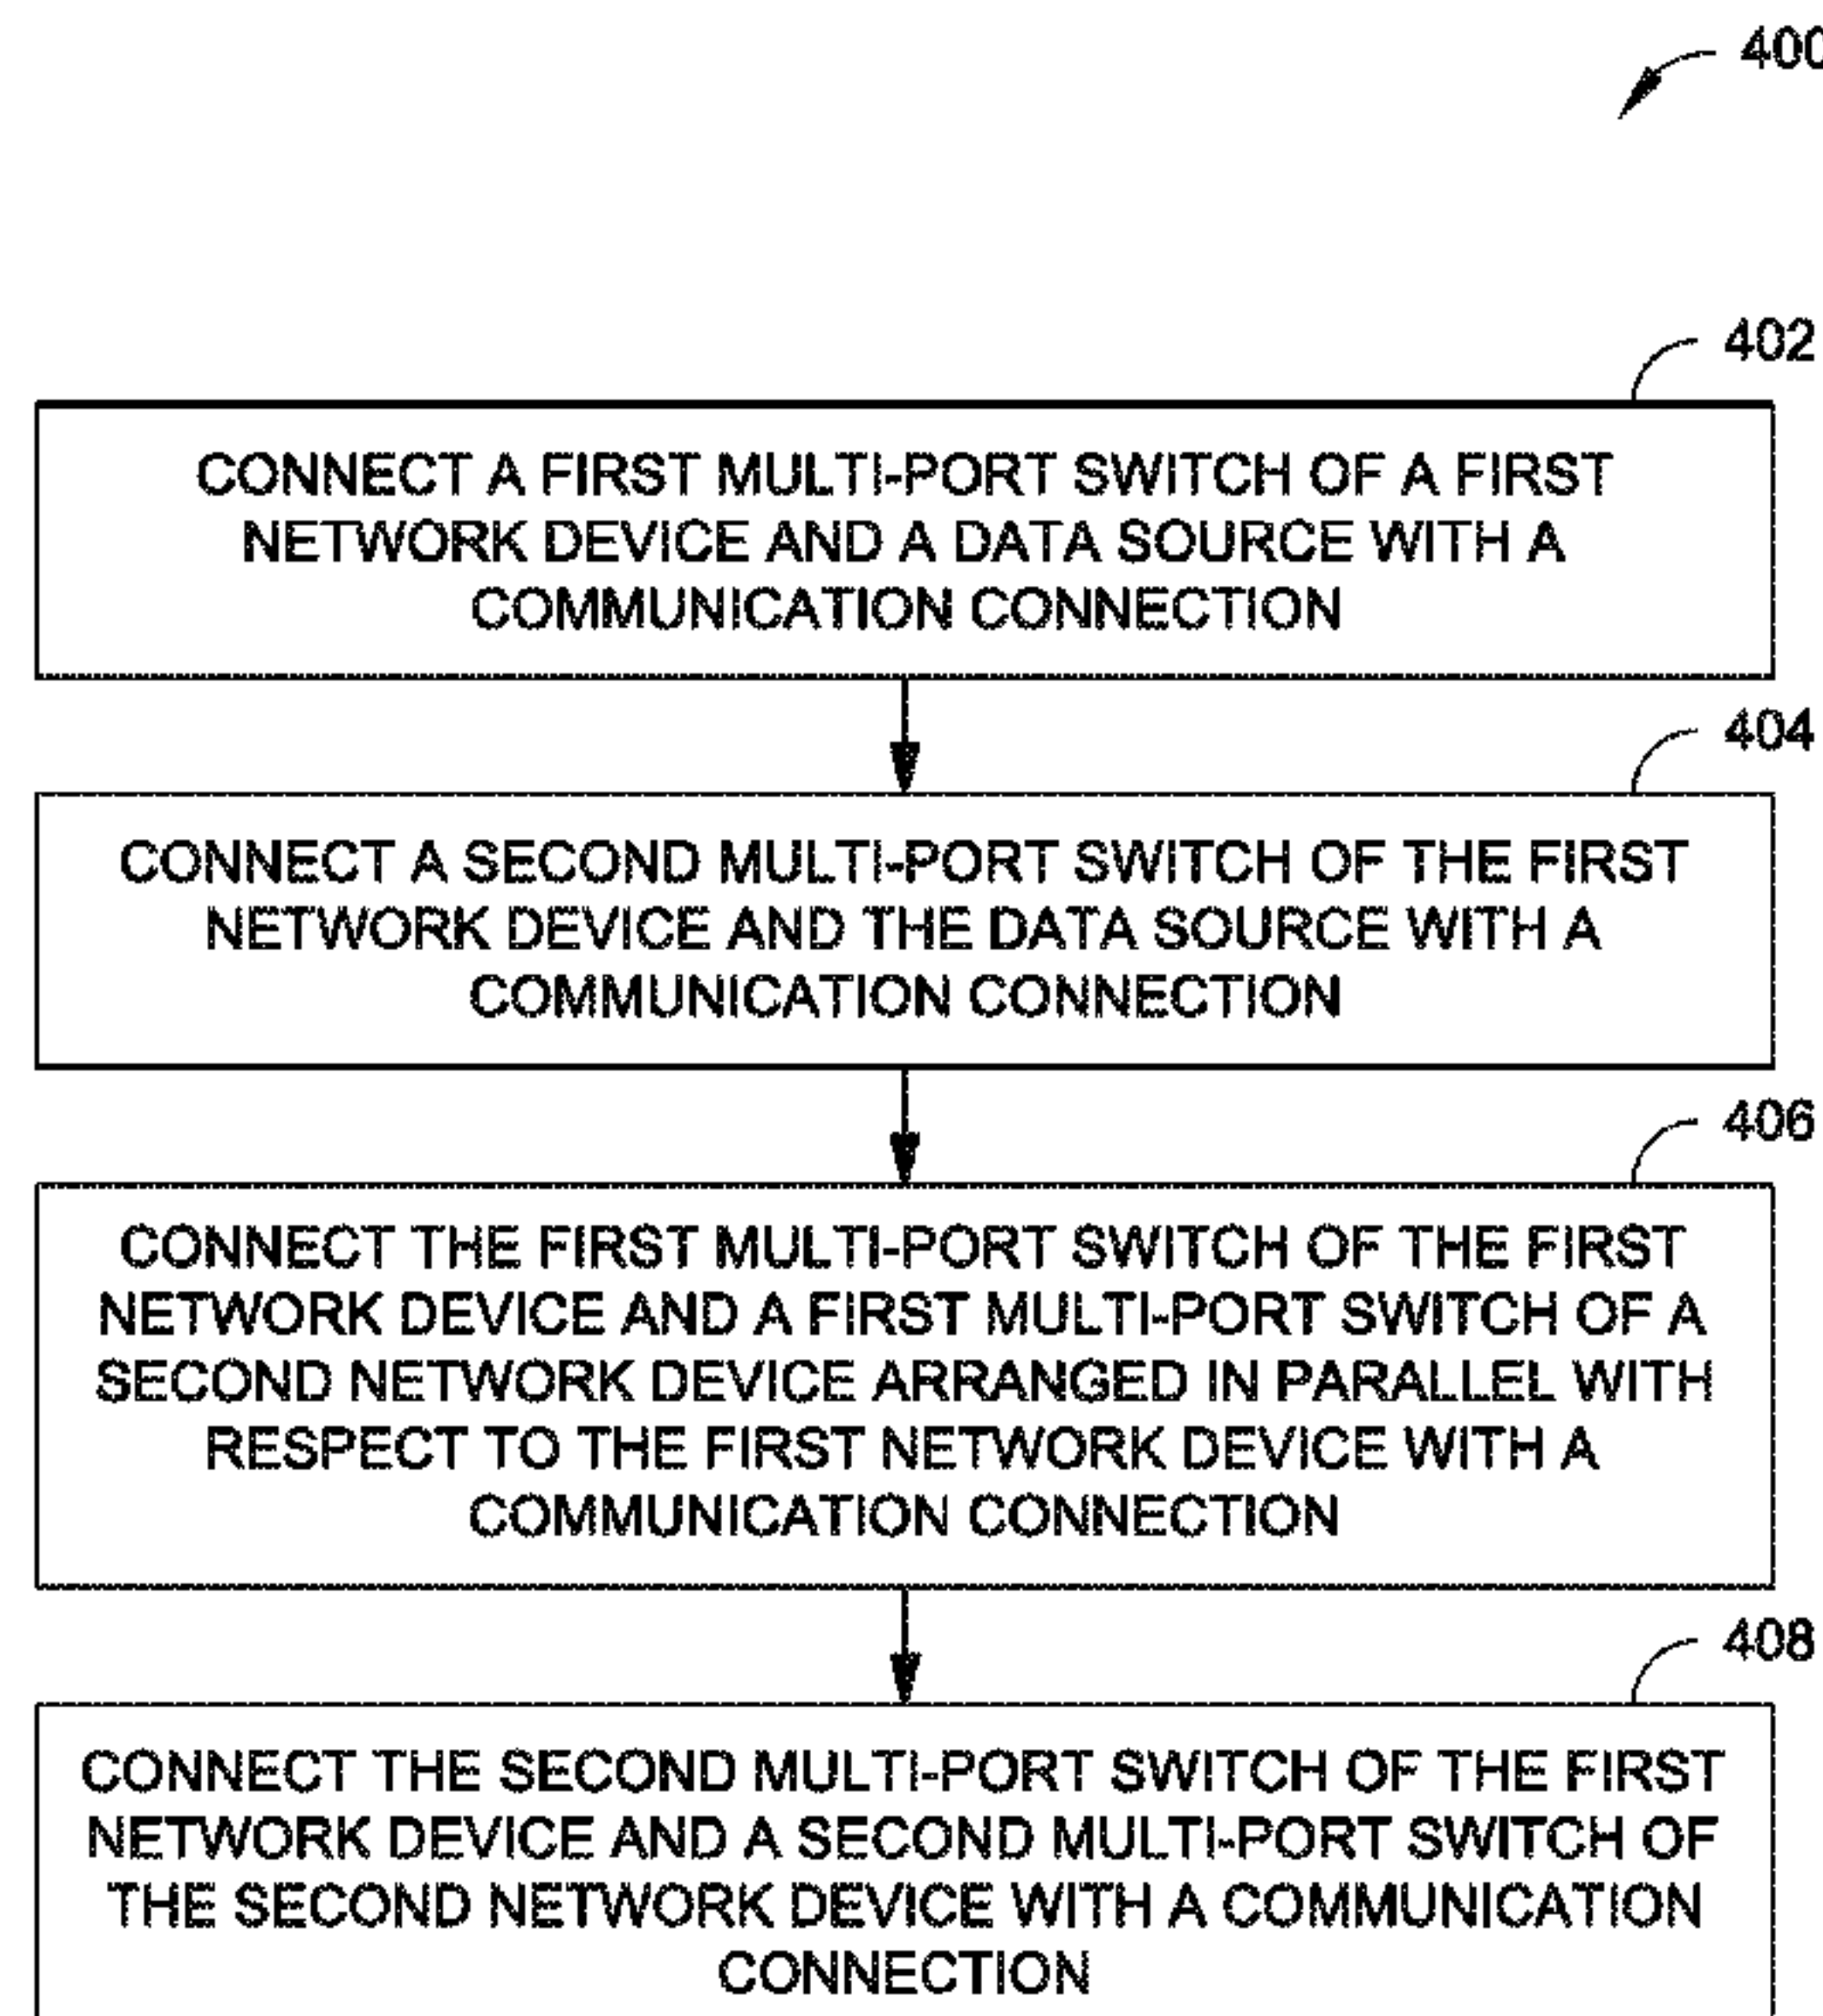 400
402
CONNECT A FIRST MULTI-PORT SWITCH OF A FIRST
NETWORK DEVICE AND A DATA SOURCE WITH A
COMMUNICATION CONNECTION
404
CONNECT A SECOND MULTI-PORT SWITCH OF THE FIRST
NETWORK DEVICE AND THE DATA SOURCE WITH A
COMMUNICATION CONNECTION
406
CONNECT THE FIRST MULTI-PORT SWITCH OF THE FIRST
NETWORK DEVICE AND A FIRST MULTI-PORT SWITCH OF A
SECOND NETWORK DEVICE ARRANGED IN PARALLEL WITH
RESPECT TO THE FIRST NETWORK DEVICE WITH A
COMMUNICATION CONNECTION
408
CONNECT THE SECOND MULTI-PORT SWITCH OF THE FIRST
NETWORK DEVICE AND A SECOND MULTI-PORT SWITCH OF
THE SECOND NETWORK DEVICE WITH A COMMUNICATION
CONNECTION